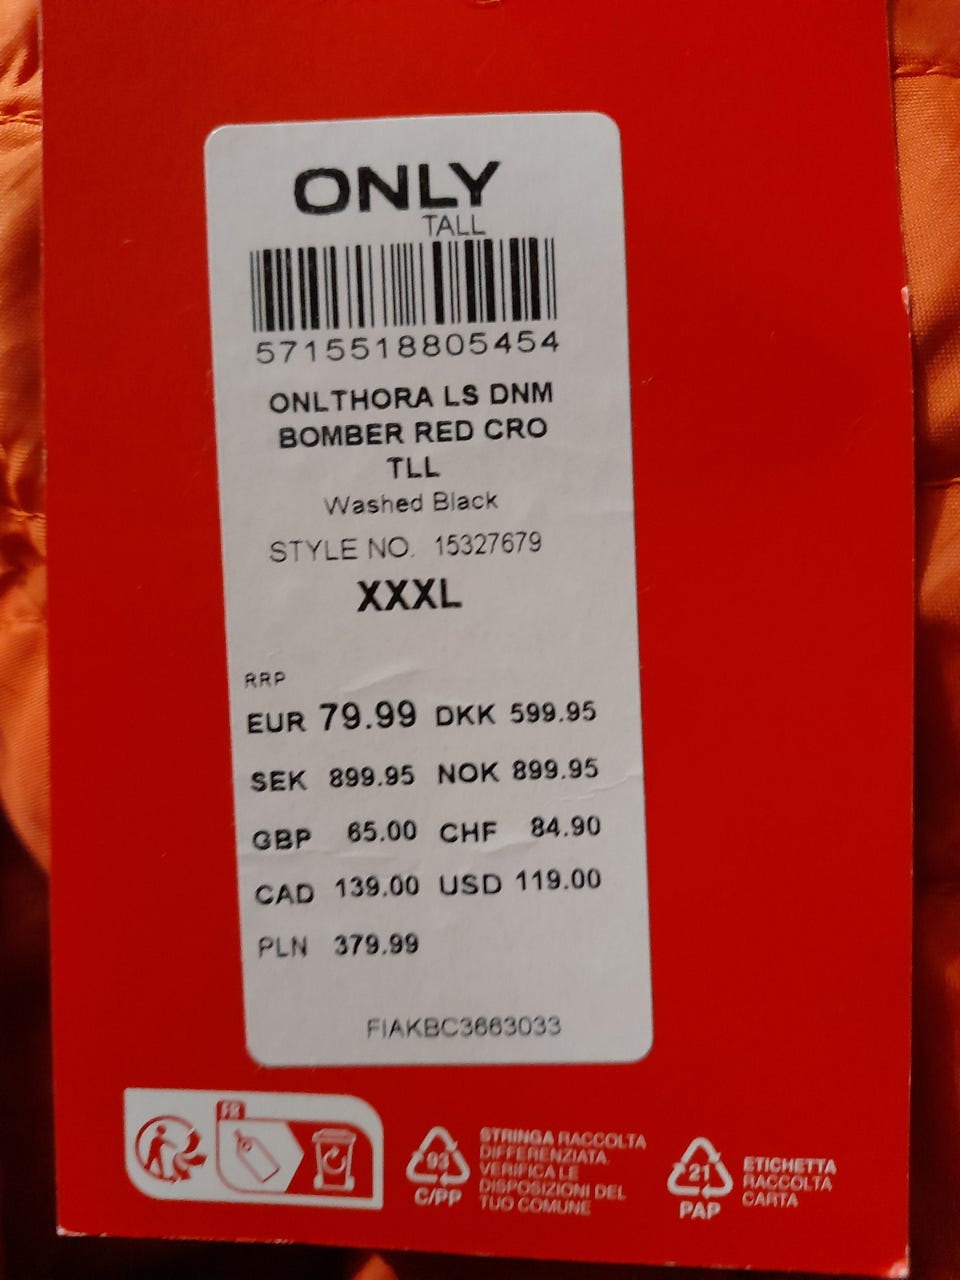 ONLY
TALL
5715518805454
ONLTHORA LS DNM
BOMBER RED CRO
TLL
Washed Black
STYLE NO. 15327679
XXXL
RRP
EUR 79.99 DKK 599.95
SEK 899.95 NOK 899.95
GBP 65.00 CHF 84.90
CAD 139.00 USD 119.00
PLN 379.99
FIAKBC3663033
FR
93
C/PP
STRINGA RACCOLTA
DIFFERENZIATA.
VERIFICA LE
DISPOSIZIONI DEL
TUO COMUNE
21
PAP
ETICHETTA
RACCOLTA
CARTA